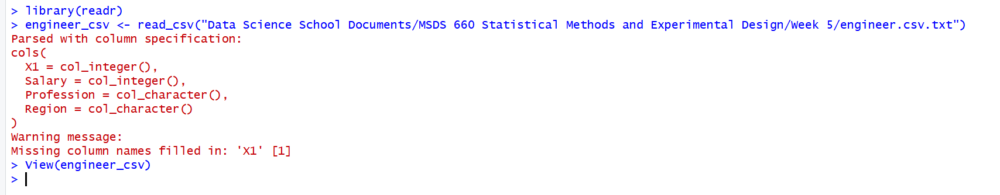 > library(readr)
> engineer_csv <- read_csv("Data Science School Documents/MSDS 660 Statistical Methods and Experimental Design/Week 5/engineer.csv.txt")
Parsed with column specification:
cols(
  X1 = col_integer(),
  Salary = col_integer(),
  Profession = col_character(),
  Region = col_character()
)
Warning message:
Missing column names filled in: 'X1' [1]
> View(engineer_csv)
>